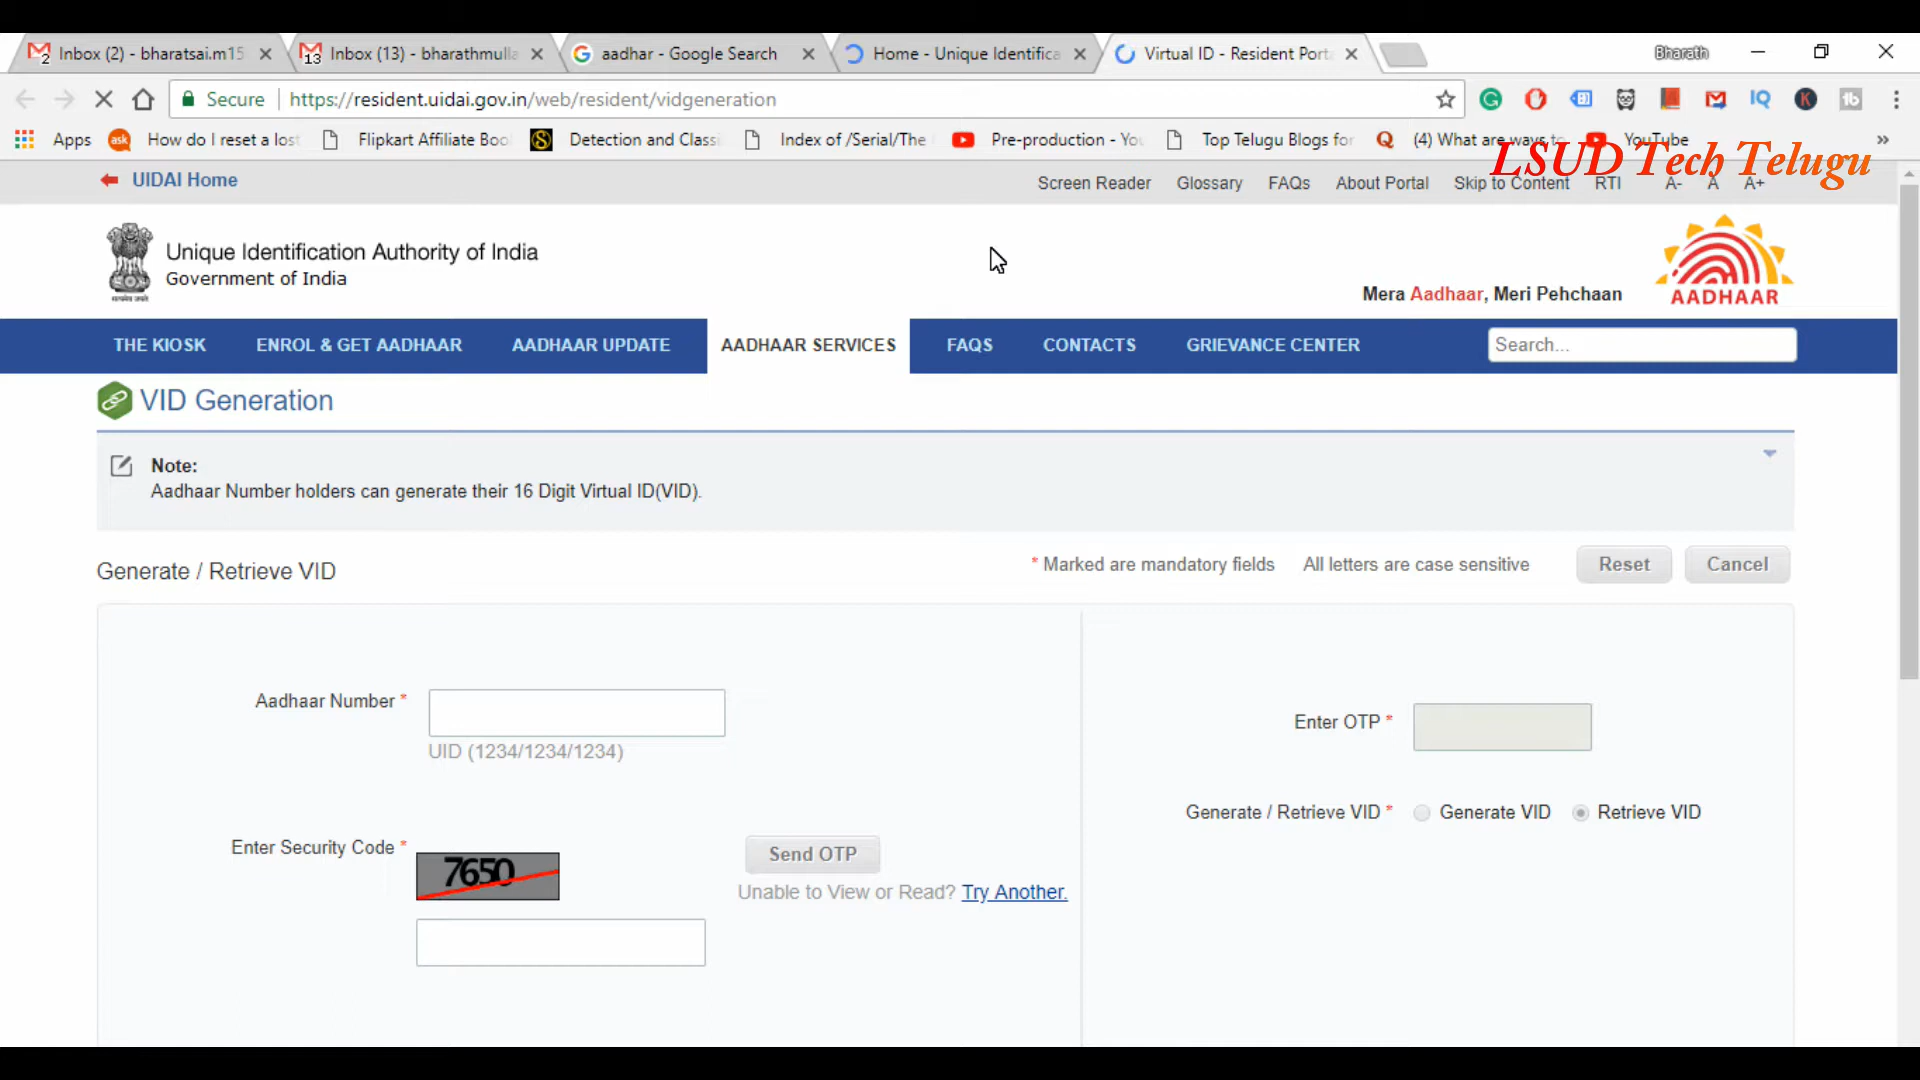 Inbox (2) - bharatsai.m15
Inbox (13) - bharathmulla
aadhar - Google Search
Home - Unique Identifica
Virtual ID - Resident Port
Bharath
Secure
https://resident.uidai.gov.in/web/resident/vidgeneration
Apps
How do I reset a lost
Flipkart Affiliate Boo
Detection and Classi
Index of /Serial/The
Pre-production - Yo
Top Telugu Blogs for
(4) What are ways to
YouTube
LSUD Tech Telugu
UIDAI Home
Screen Reader
Glossary
FAQs
About Portal
Skip to Content
RTI
A-
A
A+
Unique Identification Authority of India
Government of India
Mera Aadhaar, Meri Pehchaan
AADHAAR
THE KIOSK
ENROL & GET AADHAAR
AADHAAR UPDATE
AADHAAR SERVICES
FAQS
CONTACTS
GRIEVANCE CENTER
Search...
VID Generation
Note:
Aadhaar Number holders can generate their 16 Digit Virtual ID(VID).
Generate / Retrieve VID
* Marked are mandatory fields
All letters are case sensitive
Reset
Cancel
Aadhaar Number *
UID (1234/1234/1234)
Enter OTP *
Generate / Retrieve VID *
Generate VID
Retrieve VID
Enter Security Code *
7650
Send OTP
Unable to View or Read? Try Another.